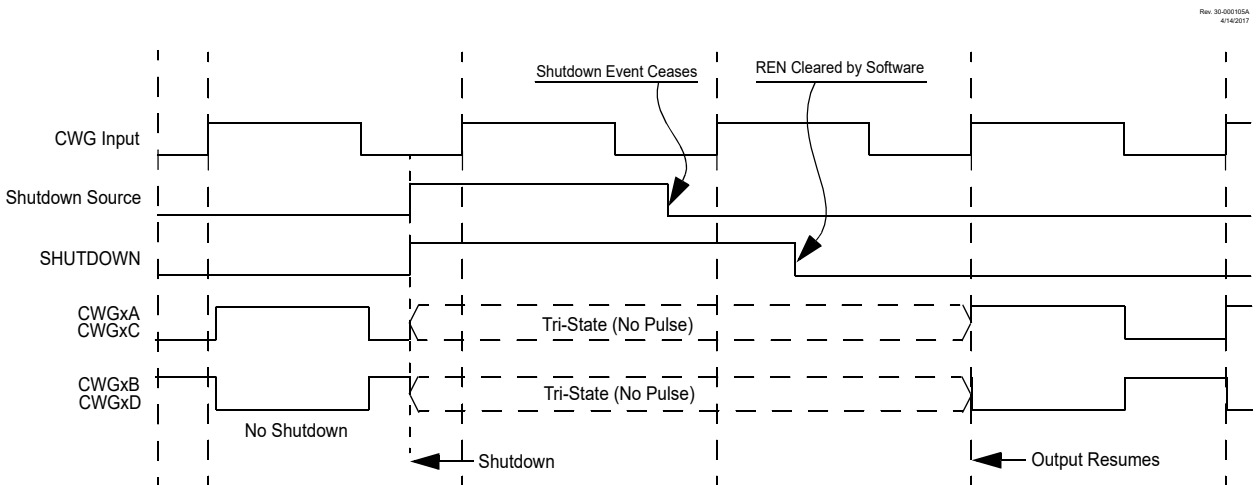 Rev. 30-000105A
4/14/2017
Shutdown Event Ceases
REN Cleared by Software
CWG Input
Shutdown Source
SHUTDOWN
CWGxA
CWGxC
Tri-State (No Pulse)
CWGxB
CWGxD
Tri-State (No Pulse)
No Shutdown
Shutdown
Output Resumes